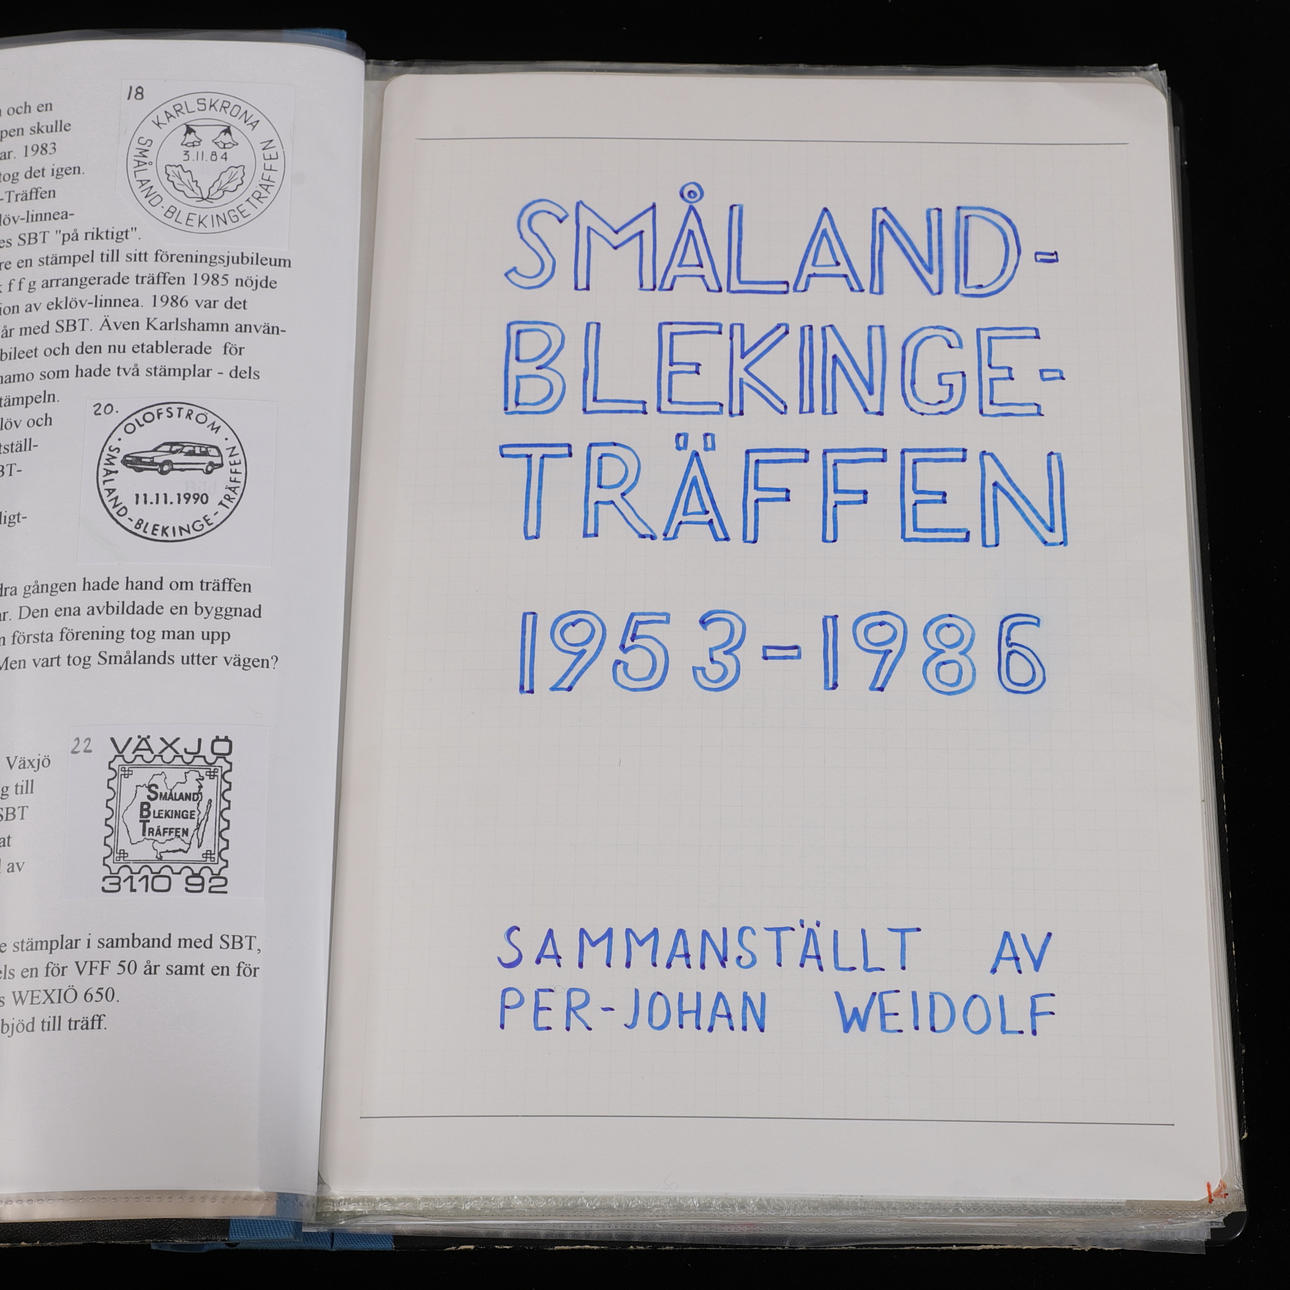 och en
18
KARLSKRONA
3.11.84
SMÅLAND-BLEKINGETRÄFFEN
pen skulle
ar. 1983
tog det igen.
-Träffen
löv-linnea-
es SBT "på riktigt".
re en stämpel till sitt föreningsjubileum
f f g arrangerade träffen 1985 nöjde
ion av eklöv-linnea. 1986 var det
år med SBT. Även Karlshamn använ-
bileet och den nu etablerade för
namo som hade två stämplar - dels
tämpeln.
löv och
tställ-
BT-
ligt-
20.
· OLOFSTRÖM ·
11.11.1990
SMÅLAND-BLEKINGE-TRÄFFEN
dra gången hade hand om träffen
ar. Den ena avbildade en byggnad
n första förening tog man upp
Men vart tog Smålands utter vägen?
22
VÄXJÖ
SMÅLAND
BLEKINGE
TRÄFFEN
31.10 92
Växjö
g till
SBT
at
av
e stämplar i samband med SBT,
els en för VFF 50 år samt en för
s WEXIÖ 650.
bjöd till träff.
SMÅLAND-
BLEKINGE-
TRÄFFEN
1953-1986
SAMMANSTÄLLT AV
PER-JOHAN WEIDOLF